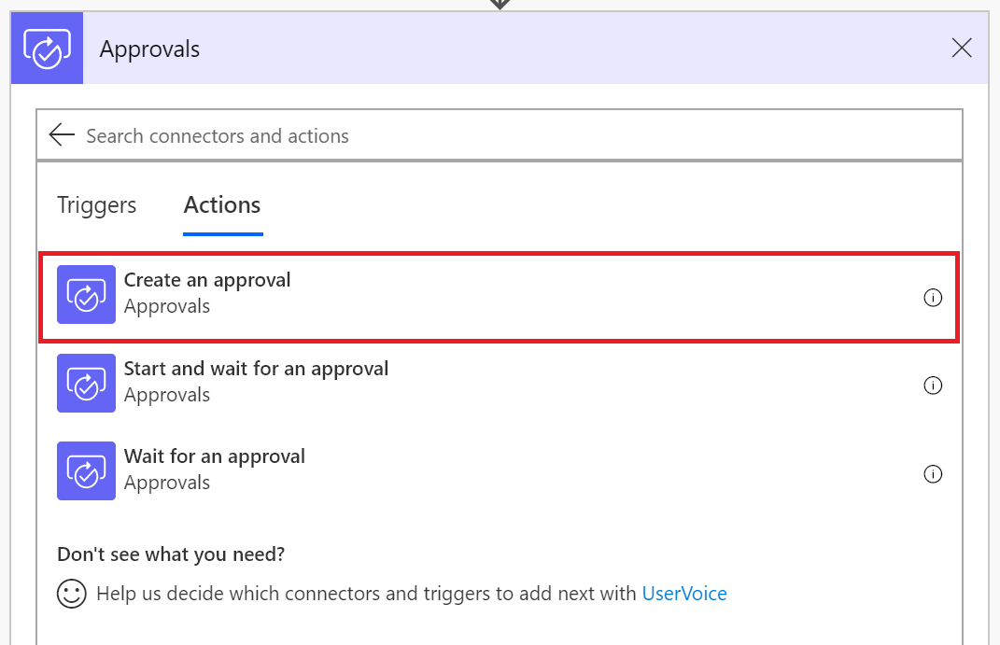 Approvals
Search connectors and actions
Triggers Actions
Create an approval
Approvals
Start and wait for an approval
Approvals
Wait for an approval
Approvals
Don't see what you need?
Help us decide which connectors and triggers to add next with UserVoice